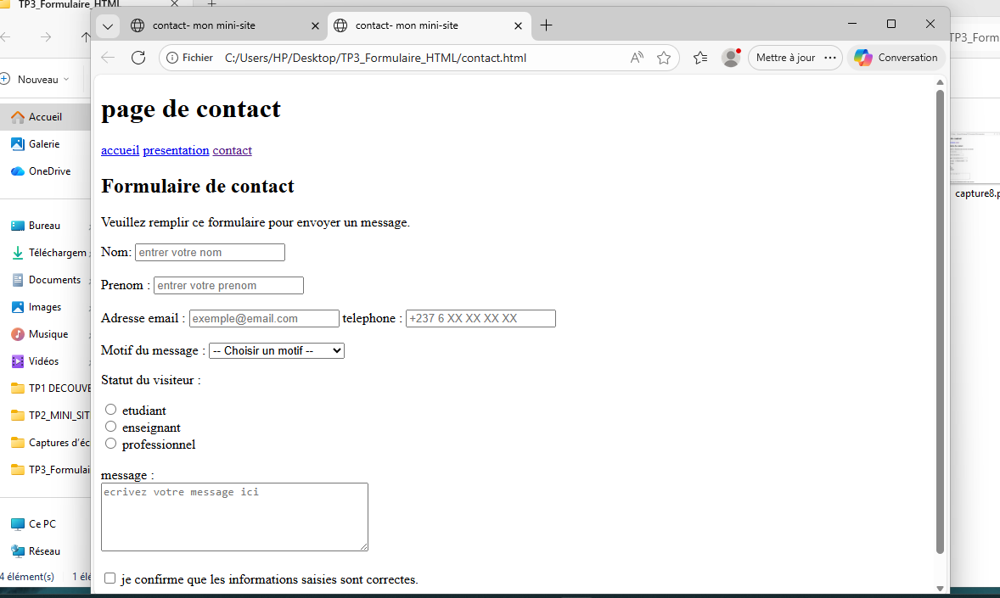 TP3_Formulaire_HTML
contact- mon mini-site
contact- mon mini-site
Fichier
C:/Users/HP/Desktop/TP3_Formulaire_HTML/contact.html
Mettre à jour
Conversation
TP3_Form
Nouveau
Accueil
Galerie
OneDrive
Bureau
Téléchargem
Documents
Images
Musique
Vidéos
TP1 DECOUVE
TP2_MINI_SIT
Captures d'éc
TP3_Formulai
Ce PC
Réseau
4 élément(s) 1 élé
page de contact
accueil presentation contact
Formulaire de contact
Veuillez remplir ce formulaire pour envoyer un message.
Nom: entrer votre nom
Prenom : entrer votre prenom
Adresse email : exemple@email.com telephone : +237 6 XX XX XX XX
Motif du message : -- Choisir un motif --
Statut du visiteur :
etudiant
enseignant
professionnel
message :
ecrivez votre message ici
je confirme que les informations saisies sont correctes.
capture8.p